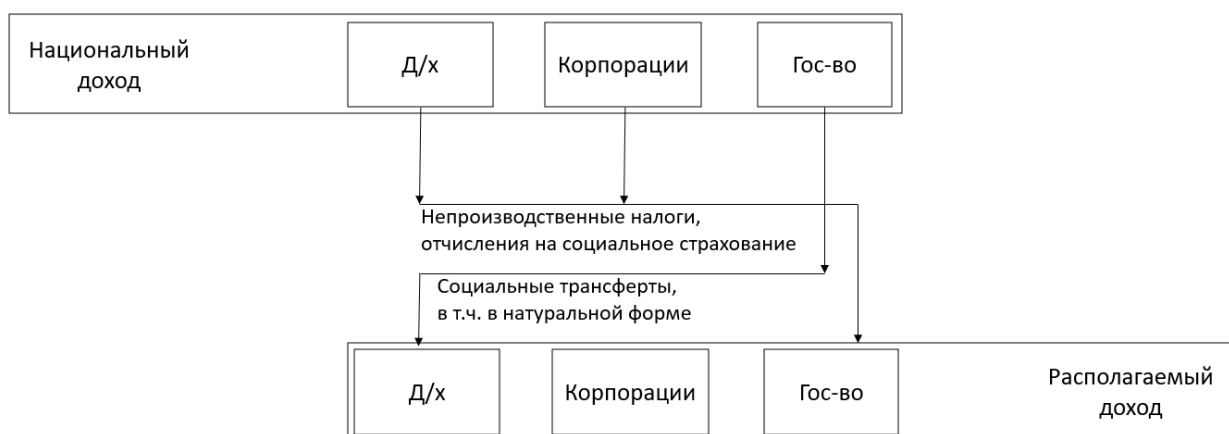 Национальный
доход
Д/х
Корпорации
Гос-во
Непроизводственные налоги,
отчисления на социальное страхование
Социальные трансферты,
в т.ч. в натуральной форме
Д/х
Корпорации
Гос-во
Располагаемый
доход